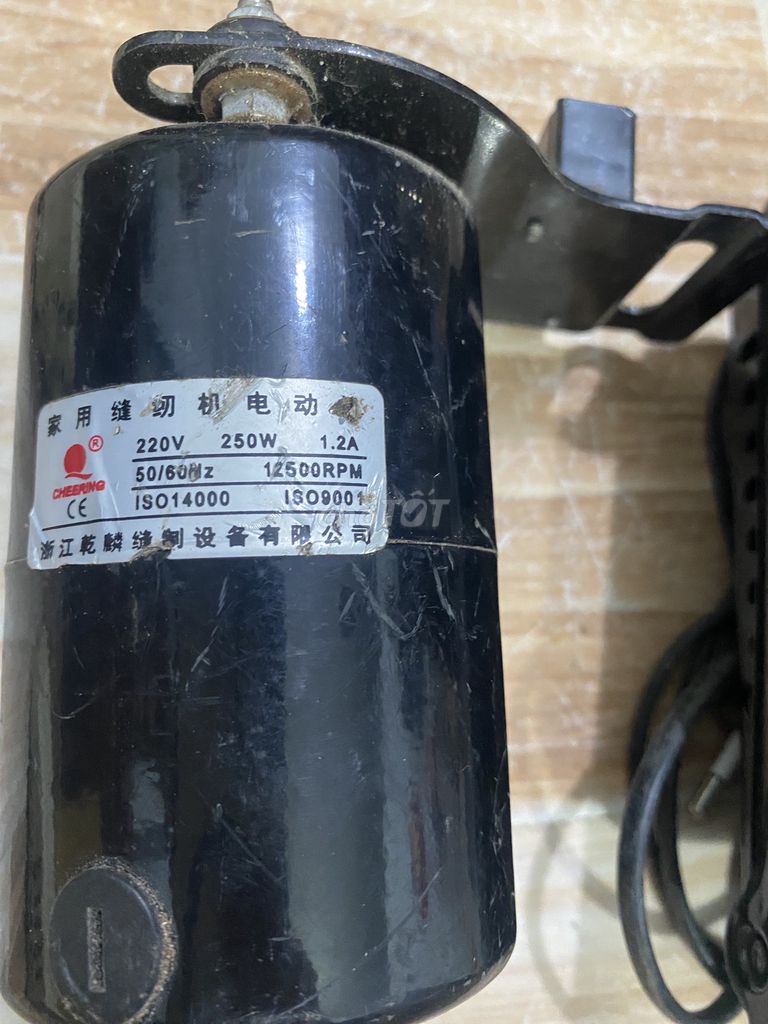 家用缝纫机电动
220V 250W 1.2A
50/60Hz 12500RPM
ISO14000 ISO9001
®
CHEERING
CE
浙江乾麟缝制设备有限公司
TỐT